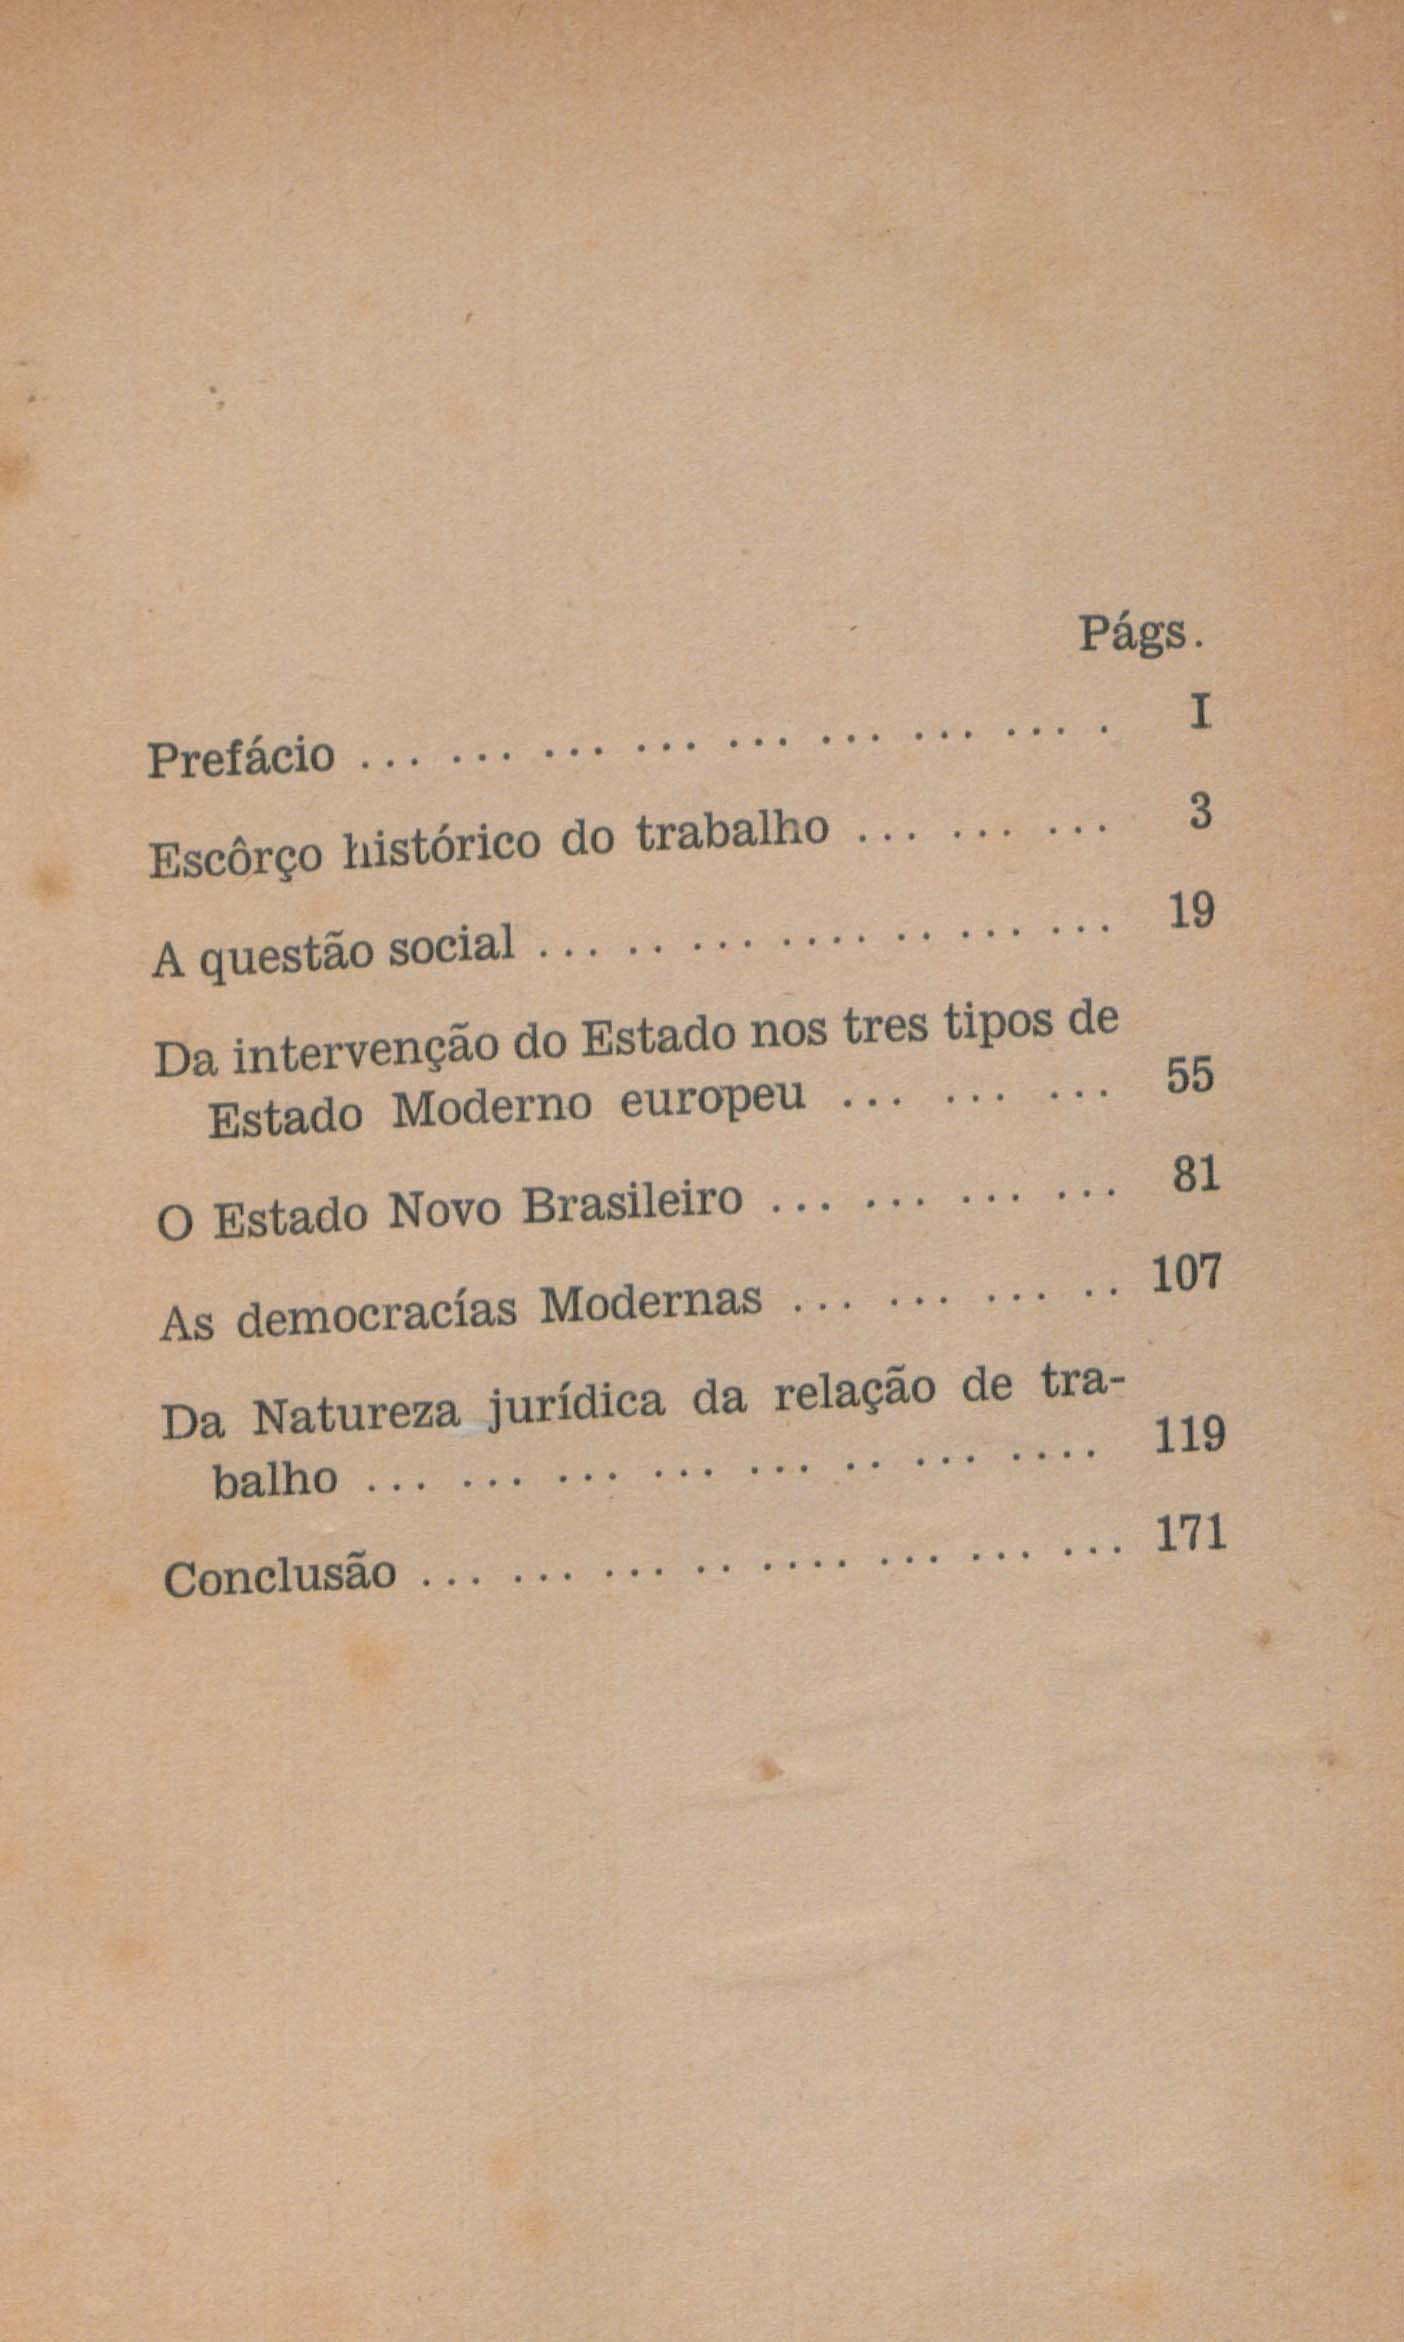 Págs.
Prefácio ... ... ... ... ... ... ... ... . I
Escôrço histórico do trabalho ... ... ... 3
A questão social ... .. ... .... .. ... ... 19
Da intervenção do Estado nos tres tipos de
Estado Moderno europeu ... ... ... 55
O Estado Novo Brasileiro ... ... ... ... 81
As democracías Modernas ... ... ... .. 107
Da Natureza jurídica da relação de tra-
balho ... ... ... ... ... .. ... .... 119
Conclusão ... ... ... .. .... ... ... ... 171